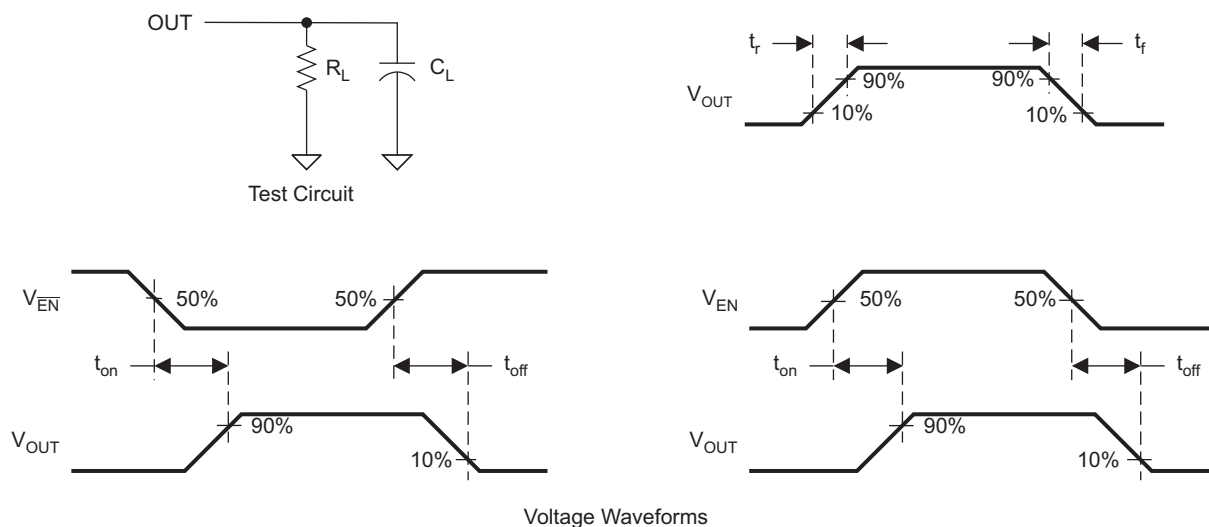 OUT
R_L
C_L
Test Circuit
t_r
t_f
V_OUT
90%
90%
10%
10%
V_E̅N̅
50%
50%
t_on
t_off
V_OUT
90%
10%
V_EN
50%
50%
t_on
t_off
V_OUT
90%
10%
Voltage Waveforms